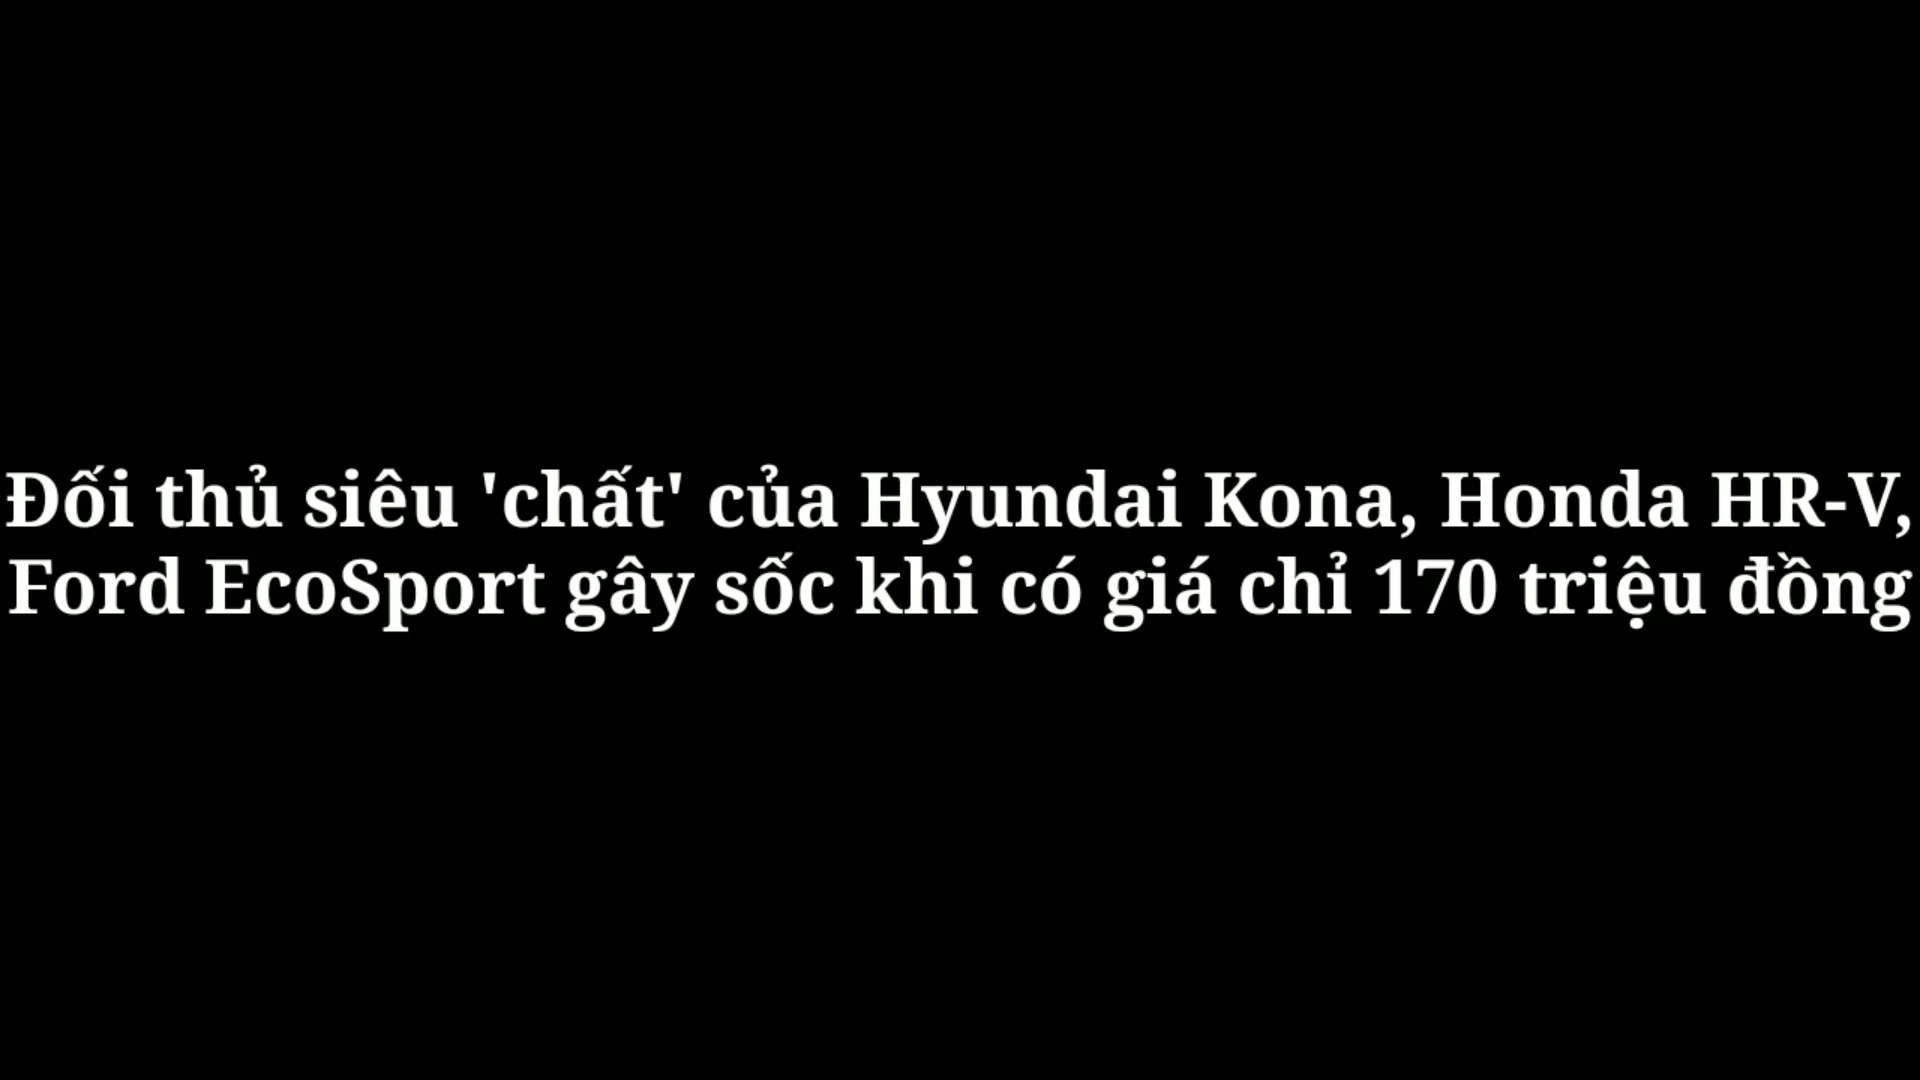 Đối thủ siêu 'chất' của Hyundai Kona, Honda HR-V,
Ford EcoSport gây sốc khi có giá chỉ 170 triệu đồng